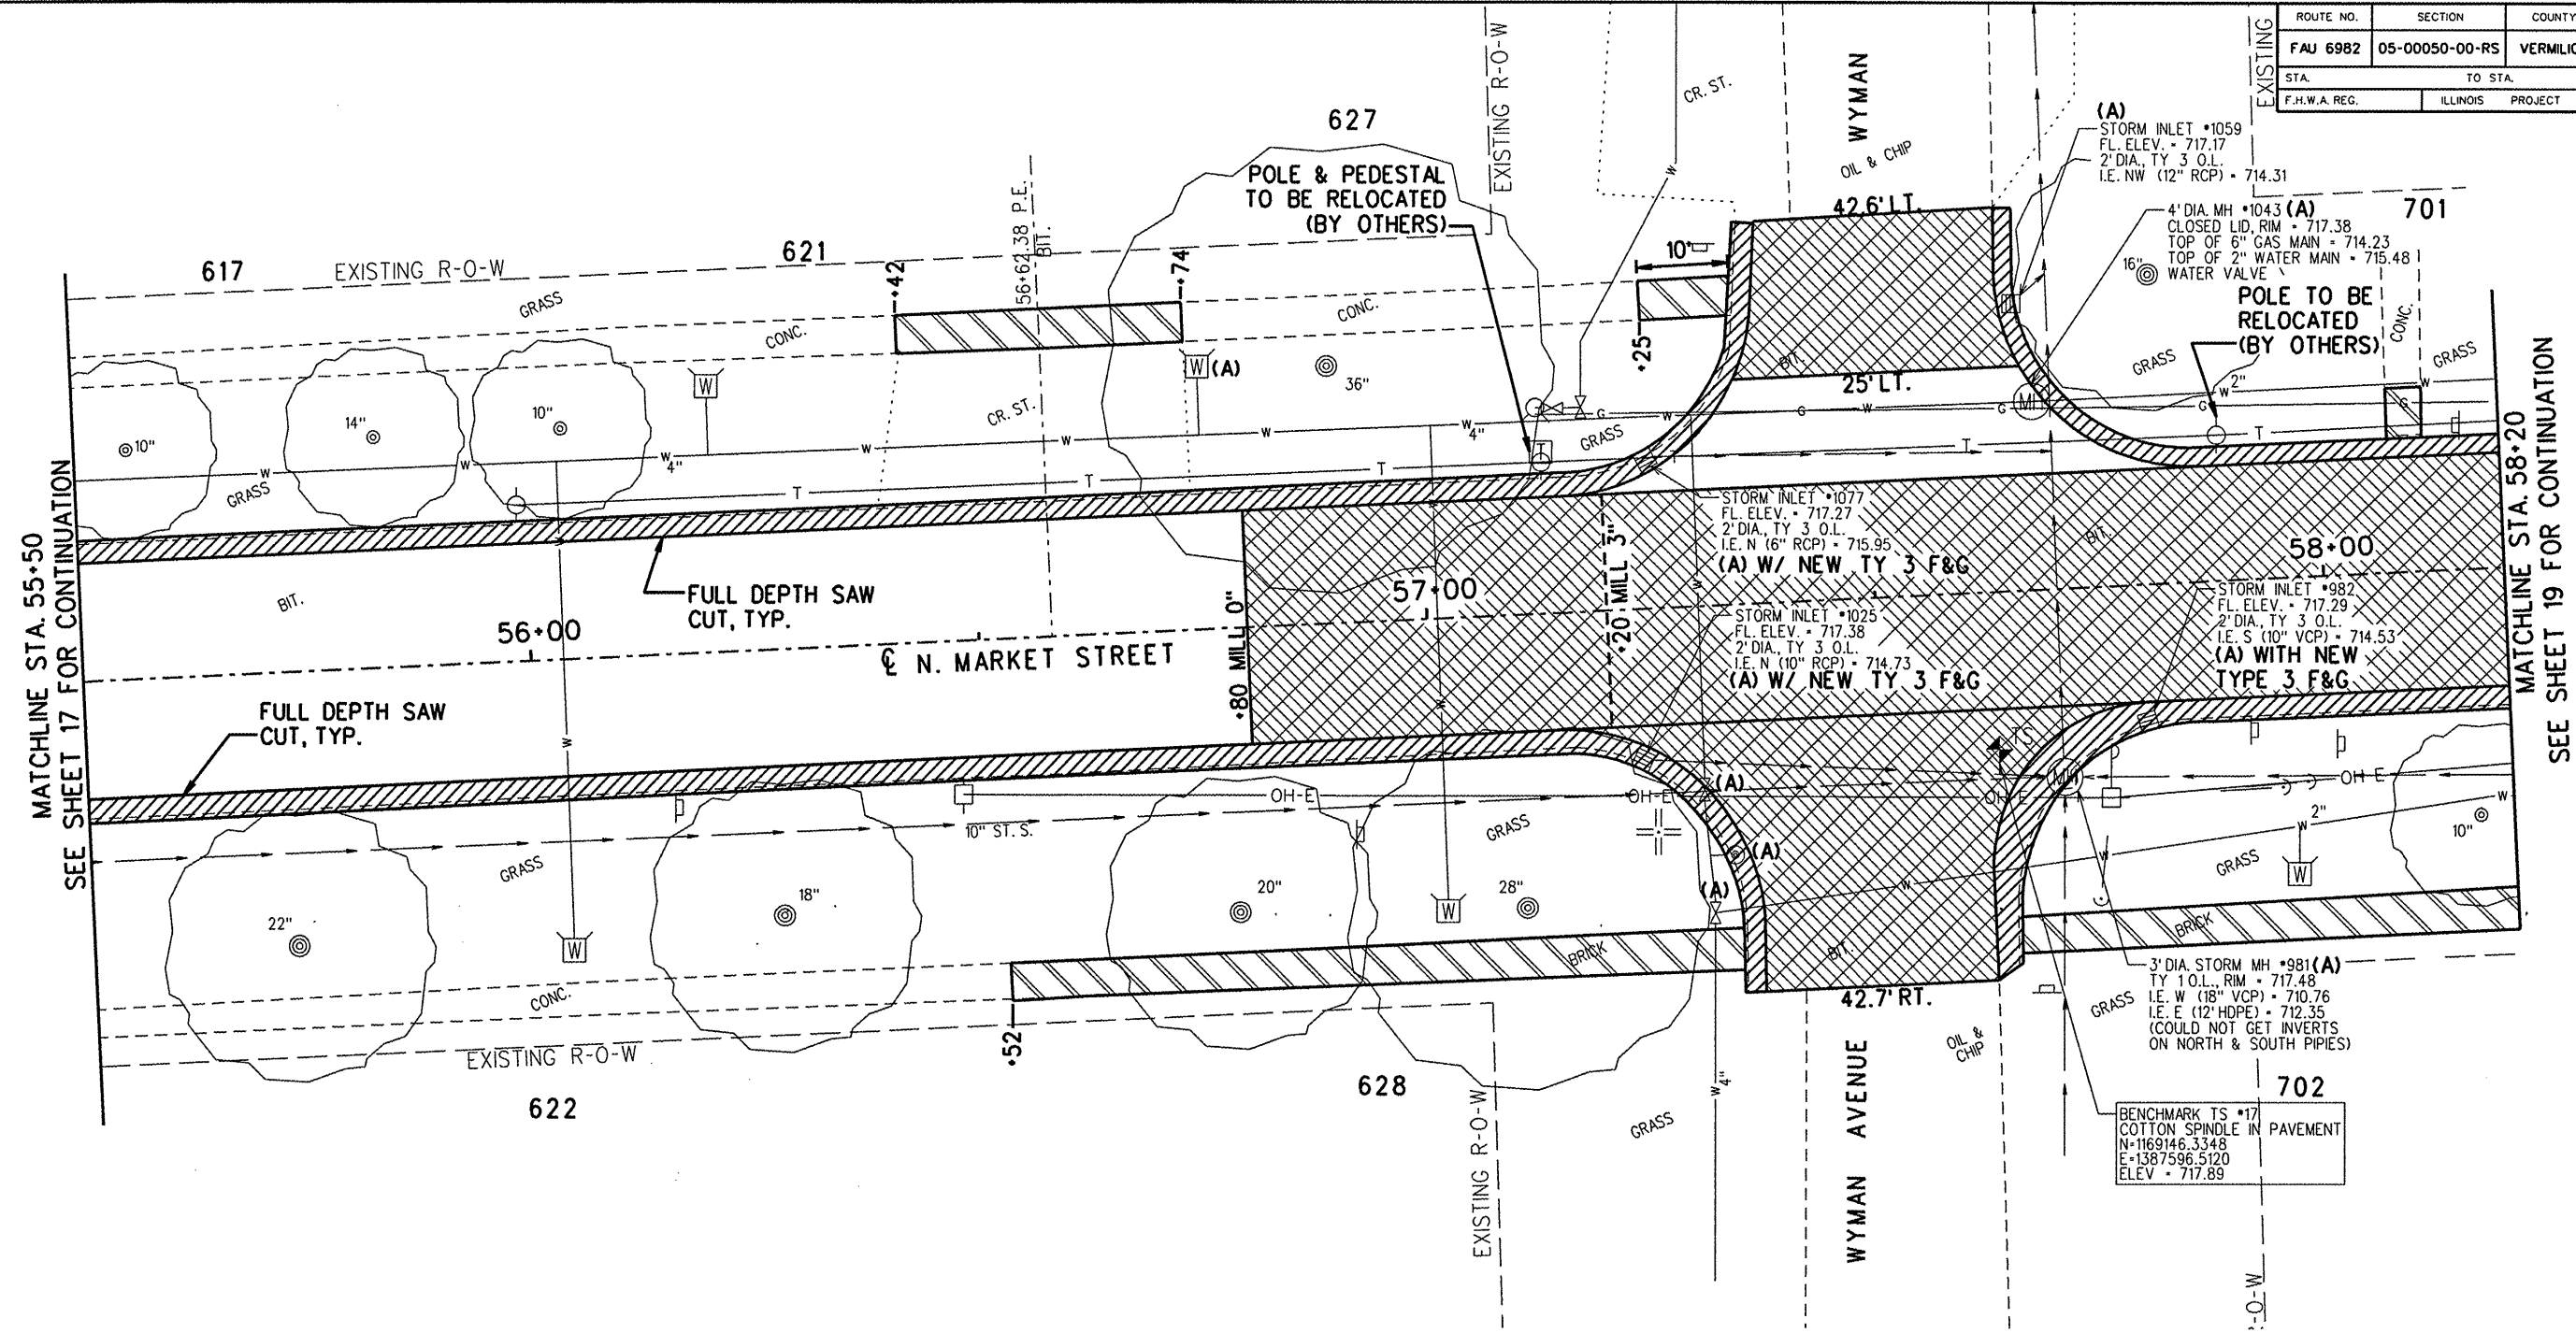 ROUTE NO. SECTION COUNTY
FAU 6982 05-00050-00-RS VERMILIO
STA. TO STA.
F.H.W.A. REG. ILLINOIS PROJECT
EXISTING
EXISTING R-O-W
CR. ST.
WYMAN
OIL & CHIP
(A)
STORM INLET #1059
FL. ELEV. = 717.17
2' DIA., TY 3 O.L.
I.E. NW (12" RCP) = 714.31
627
POLE & PEDESTAL
TO BE RELOCATED
(BY OTHERS)
42.6' LT.
4' DIA. MH #1043 (A)
CLOSED LID, RIM = 717.38
TOP OF 6" GAS MAIN = 714.23
TOP OF 2" WATER MAIN = 715.48
WATER VALVE
16"
701
617
EXISTING R-O-W
621
56+62.38 P.E.
BIT.
+42
+74
10'
+25
GRASS
CONC.
CONC.
POLE TO BE
RELOCATED
(BY OTHERS)
CONC.
GRASS
GRASS
W (A)
W
36"
BIT.
25' LT.
10"
14"
10"
CR. ST.
GRASS
MH
2"
W
4"
4"
T
G
GRASS
MATCHLINE STA. 55+50
SEE SHEET 17 FOR CONTINUATION
MATCHLINE STA. 58+20
SEE SHEET 19 FOR CONTINUATION
STORM INLET #1077
FL. ELEV. = 717.27
2' DIA., TY 3 O.L.
I.E. N (6" RCP) = 715.95
(A) W/ NEW TY 3 F&G
BIT.
58+00
FULL DEPTH SAW
CUT, TYP.
BIT.
56+00
57+00
+80 MILL 0"
+20 MILL 3"
℄ N. MARKET STREET
STORM INLET #1025
FL. ELEV. = 717.38
2' DIA., TY 3 O.L.
I.E. N (10" RCP) = 714.73
(A) W/ NEW TY 3 F&G
STORM INLET #982
FL. ELEV. = 717.29
2' DIA., TY 3 O.L.
I.E. S (10" VCP) = 714.53
(A) WITH NEW
TYPE 3 F&G
FULL DEPTH SAW
CUT, TYP.
TS
MH
(A)
OH-E
OH-E
OH-E
OH-E
10" ST. S.
GRASS
GRASS
(A)
(A)
2"
W
10"
GRASS
W
22"
18"
20"
28"
W
W
BRICK
BRICK
BIT.
CONC.
42.7' RT.
+52
EXISTING R-O-W
GRASS
3' DIA. STORM MH #981 (A)
TY 1 O.L., RIM = 717.48
I.E. W (18" VCP) = 710.76
I.E. E (12' HDPE) = 712.35
(COULD NOT GET INVERTS
ON NORTH & SOUTH PIPIES)
OIL &
CHIP
622
628
702
4"
GRASS
WYMAN AVENUE
EXISTING R-O-W
BENCHMARK TS #17
COTTON SPINDLE IN PAVEMENT
N=1169146.3348
E=1387596.5120
ELEV = 717.89
R-O-W